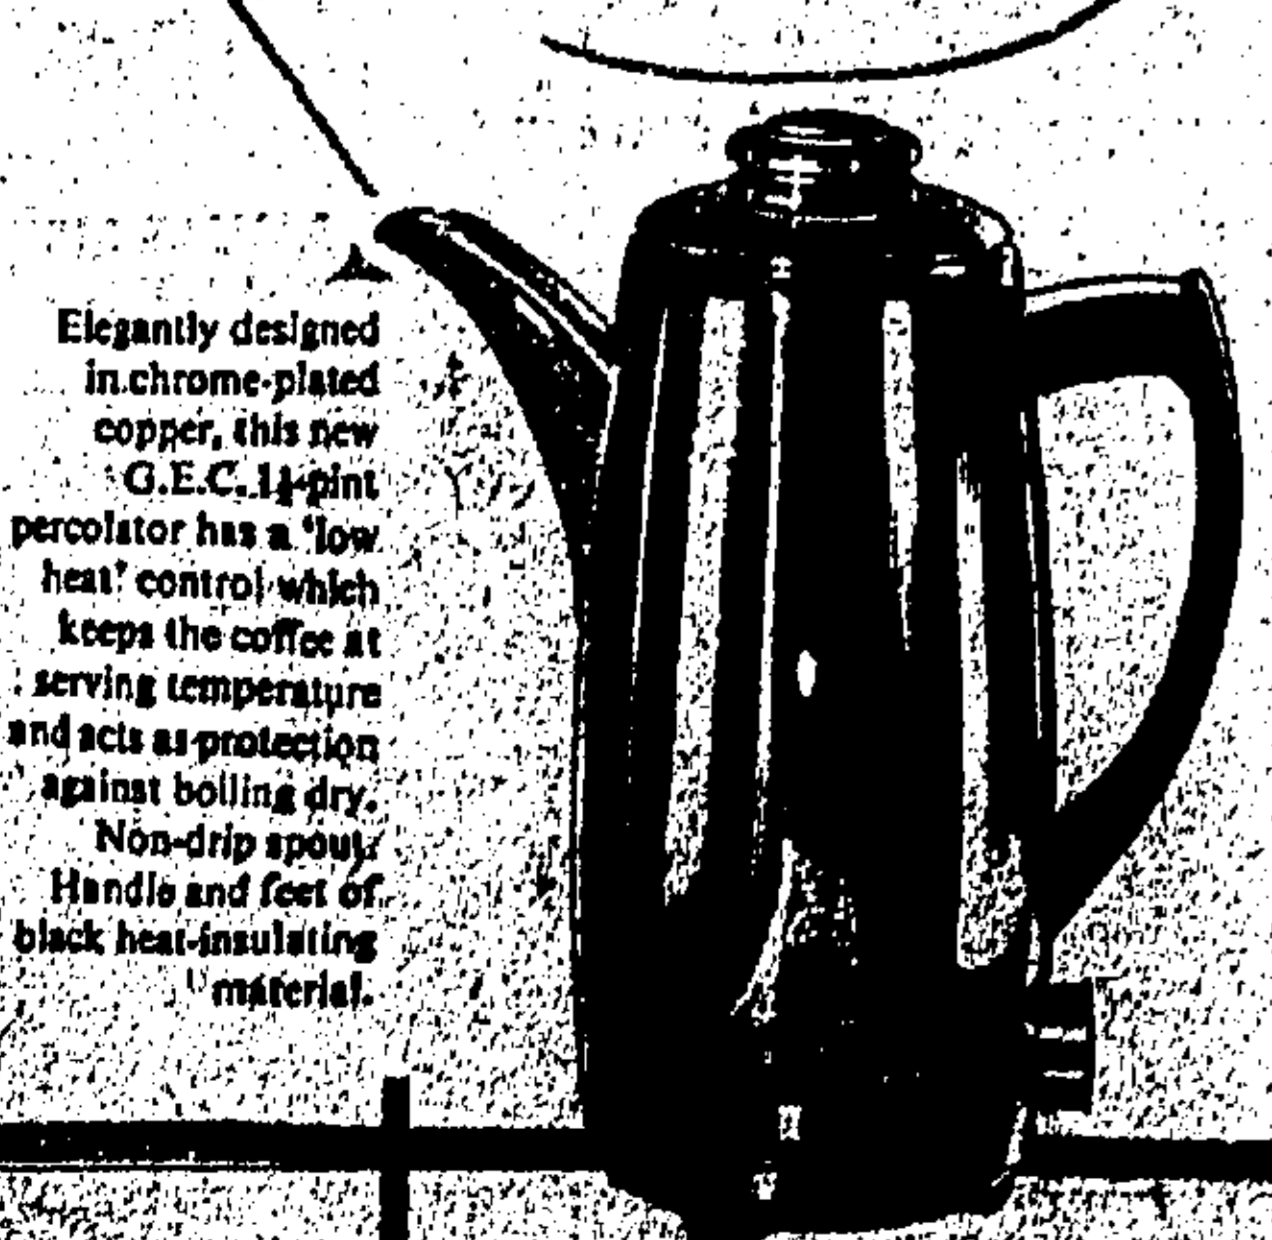 Elegantly designed
in chrome-plated
copper, this new
G.E.C. 1½-pint
percolator has a 'low
heat' control which
keeps the coffee at
serving temperature
and acts as protection
against boiling dry.
Non-drip spout.
Handle and feet of
black heat-insulating
material.